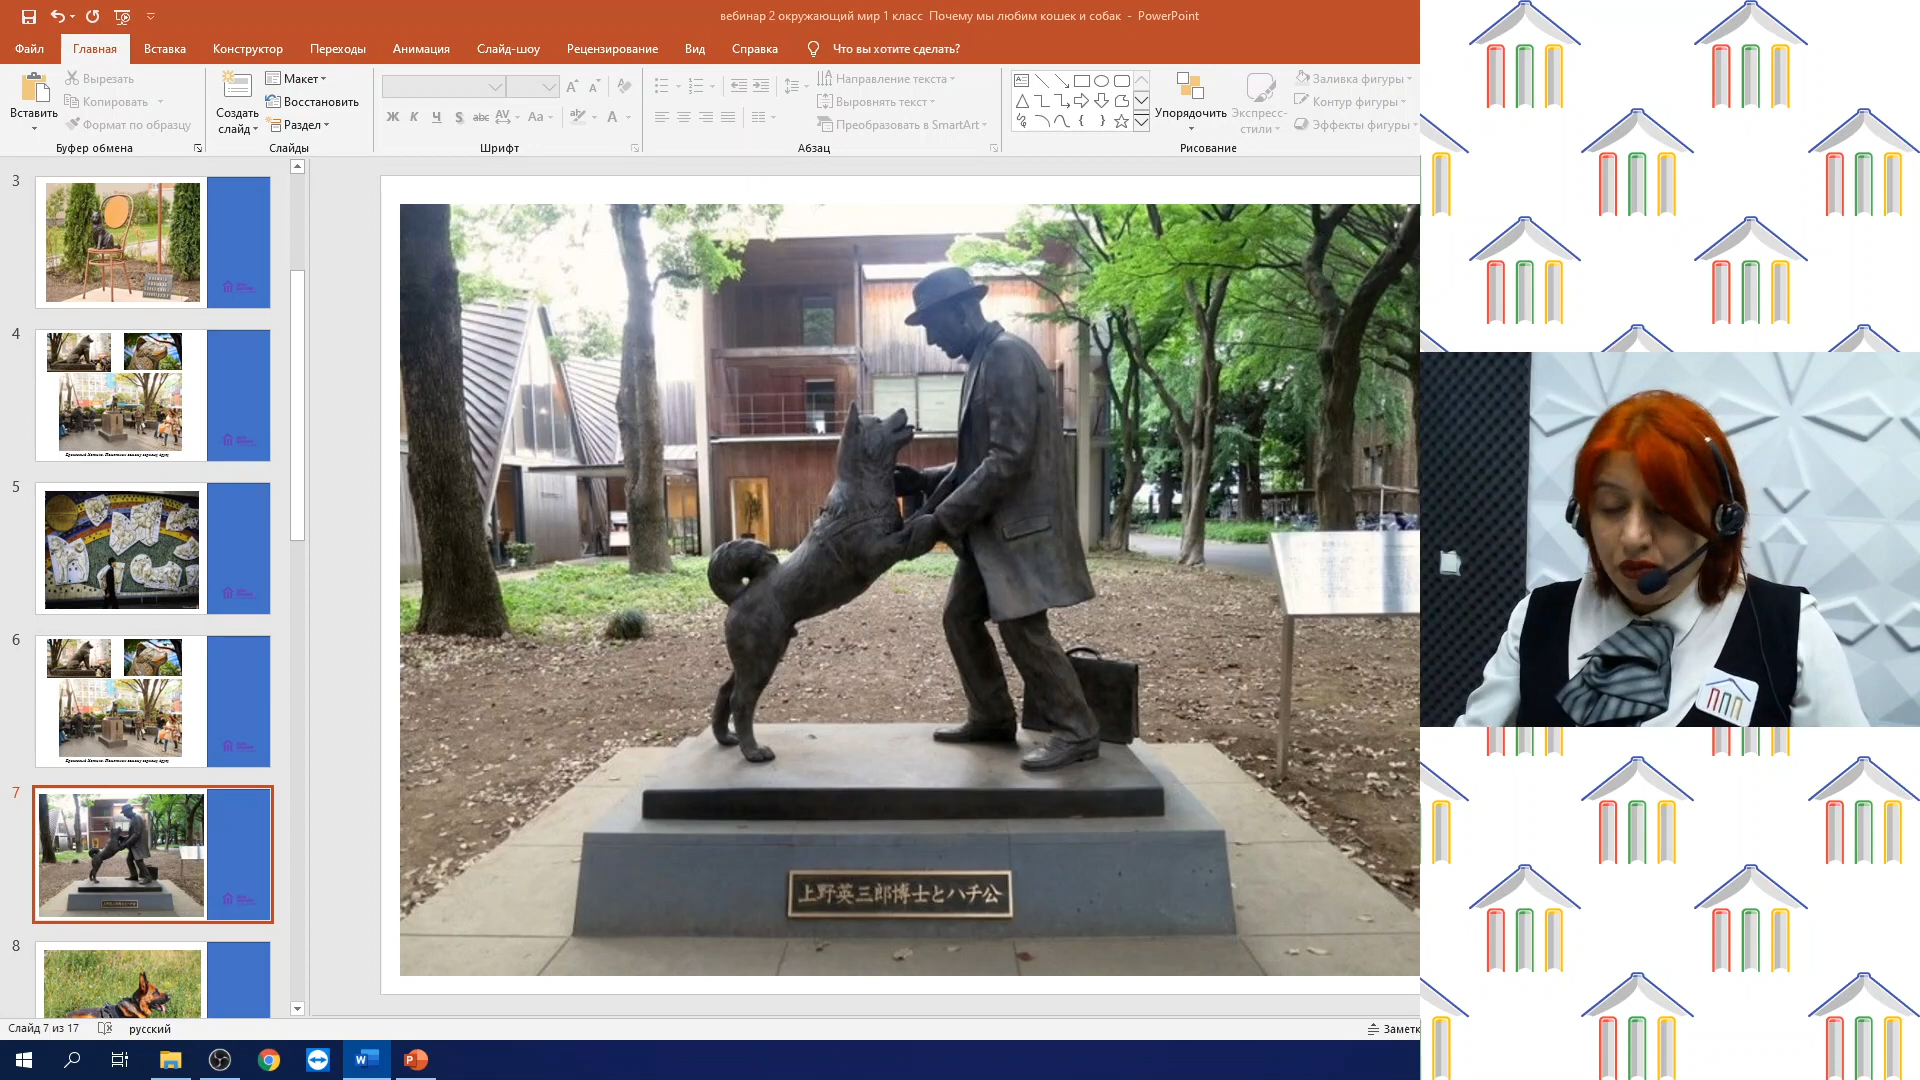 вебинар 2 окружающий мир 1 класс  Почему мы любим кошек и собак  -  PowerPoint
Файл
Главная
Вставка
Конструктор
Переходы
Анимация
Слайд-шоу
Рецензирование
Вид
Справка
Что вы хотите сделать?
Вставить
Вырезать
Копировать
Формат по образцу
Буфер обмена
Создать слайд
Макет
Восстановить
Раздел
Слайды
Ж К Ч S abc AV Aa
A
Шрифт
Направление текста
Выровнять текст
Преобразовать в SmartArt
Абзац
Упорядочить
Экспресс-стили
Заливка фигуры
Контур фигуры
Эффекты фигуры
Рисование
3
4
5
6
7
8
上野英三郎博士とハチ公
Слайд 7 из 17
русский
Заметк